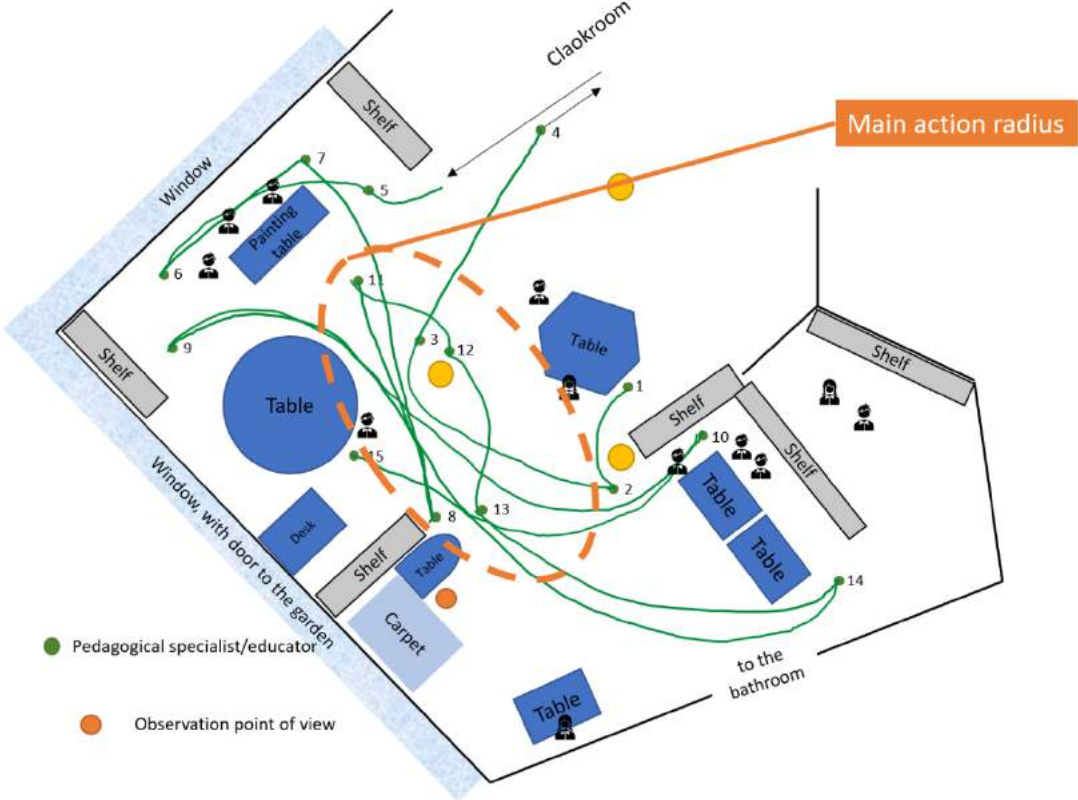 Claokroom
Shelf
4
Main action radius
7
Window
5
Painting
table
6
11
3
12
9
Table
Shelf
Shelf
1
Shelf
10
Table
Shelf
15
2
Table
Table
8
13
Desk
Shelf
Table
14
Window, with door to the garden
Carpet
Pedagogical specialist/educator
to the
bathroom
Table
Observation point of view